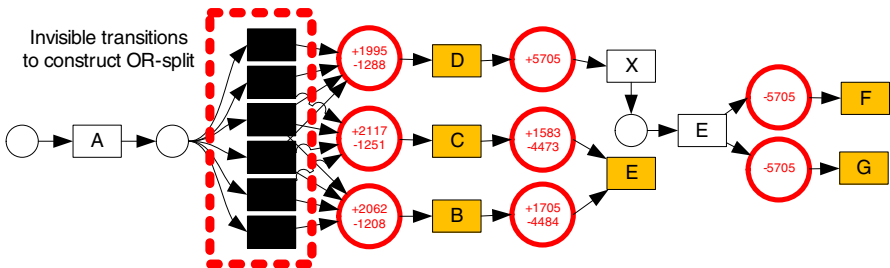 Invisible transitions
to construct OR-split
A
+1995
-1288
D
+5705
X
+2117
-1251
C
+1583
-4473
E
+2062
-1208
B
+1705
-4484
E
-5705
F
-5705
G